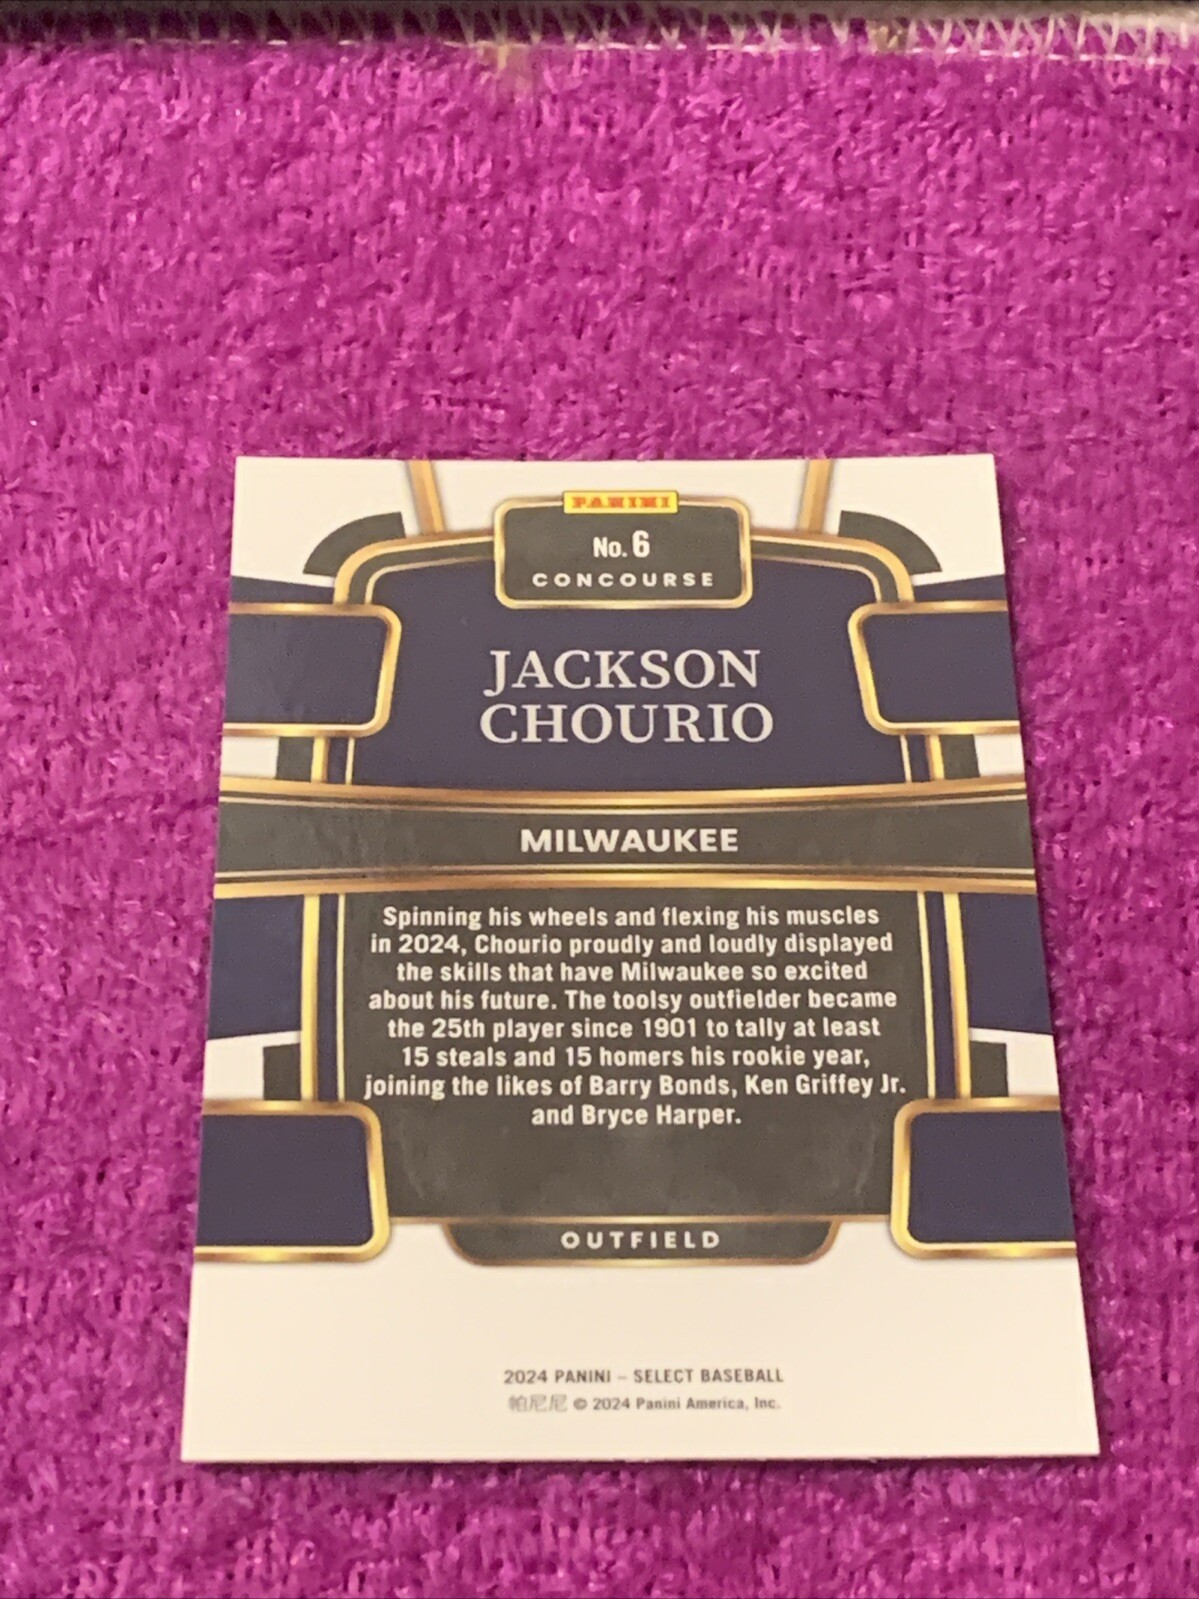 PANINI
No. 6
CONCOURSE
JACKSON
CHOURIO
MILWAUKEE
Spinning his wheels and flexing his muscles
in 2024, Chourio proudly and loudly displayed
the skills that have Milwaukee so excited
about his future. The toolsy outfielder became
the 25th player since 1901 to tally at least
15 steals and 15 homers his rookie year,
joining the likes of Barry Bonds, Ken Griffey Jr.
and Bryce Harper.
OUTFIELD
2024 PANINI – SELECT BASEBALL
帕尼尼 © 2024 Panini America, Inc.